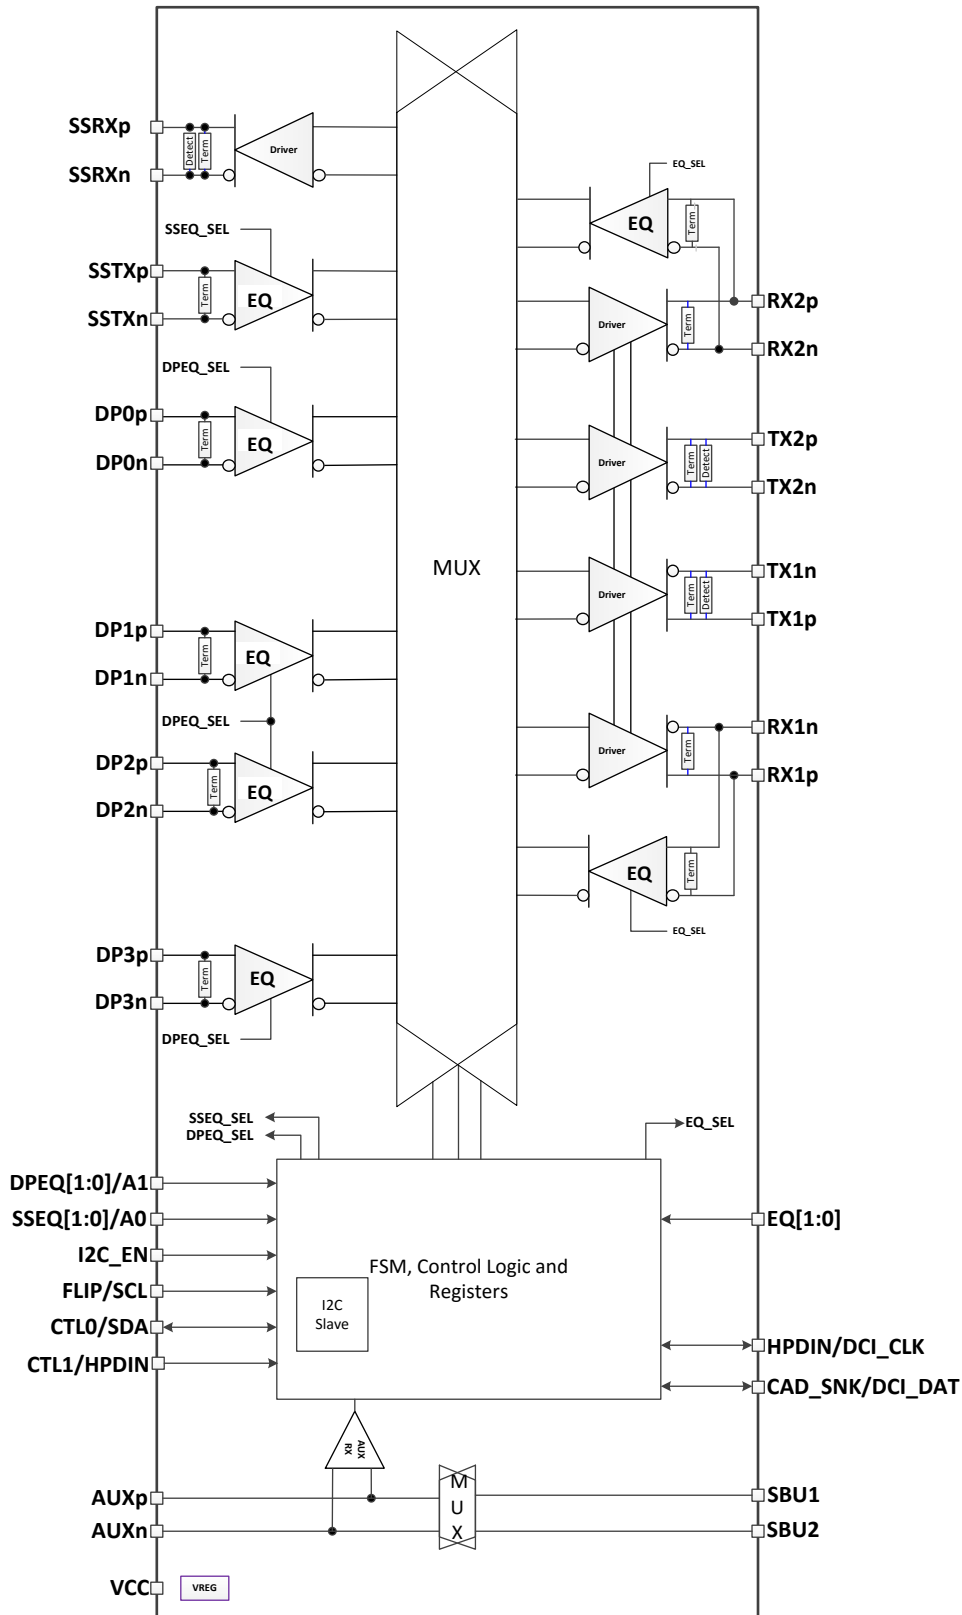 SSRXp
SSRXn
Detect
Term
Driver
SSEQ_SEL
SSTXp
SSTXn
Term
EQ
DPEQ_SEL
DP0p
DP0n
Term
EQ
DP1p
DP1n
Term
EQ
DPEQ_SEL
DP2p
DP2n
Term
EQ
DP3p
DP3n
Term
EQ
DPEQ_SEL
MUX
EQ_SEL
EQ
Term
RX2p
RX2n
Driver
Term
TX2p
TX2n
Driver
Term
Detect
TX1n
TX1p
Driver
Term
Detect
RX1n
RX1p
Driver
Term
EQ
Term
EQ_SEL
SSEQ_SEL
DPEQ_SEL
EQ_SEL
DPEQ[1:0]/A1
SSEQ[1:0]/A0
I2C_EN
FLIP/SCL
CTL0/SDA
CTL1/HPDIN
FSM, Control Logic and
Registers
I2C
Slave
EQ[1:0]
HPDIN/DCI_CLK
CAD_SNK/DCI_DAT
AUX
RX
AUXp
AUXn
M
U
X
SBU1
SBU2
VCC
VREG